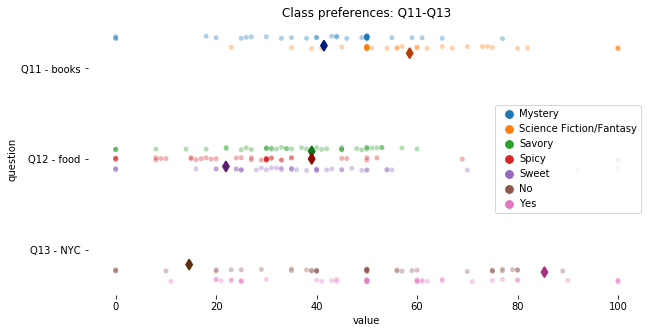 Class preferences: Q11-Q13
Q11 - books
Q12 - food
Q13 - NYC
question
Mystery
Science Fiction/Fantasy
Savory
Spicy
Sweet
No
Yes
0 20 40 60 80 100
value